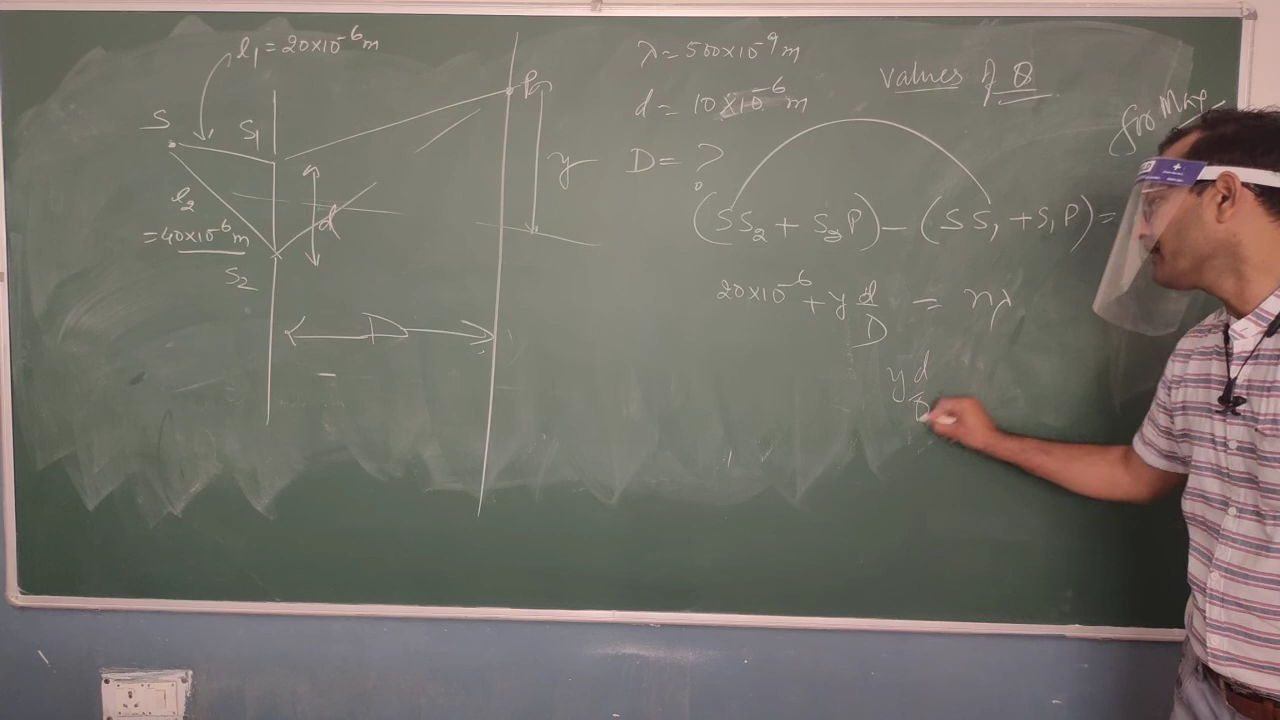 l₁ = 20×10⁻⁶ m
S
S₁
l₂
= 40×10⁻⁶ m
S₂
d
D
P
y
λ = 500×10⁻⁹ m
d = 10×10⁻⁶ m
D = ?
values of θ
for Max
(SS₂ + S₂P) − (SS₁ + S₁P) =
20×10⁻⁶ + y d/D = nλ
y d/D